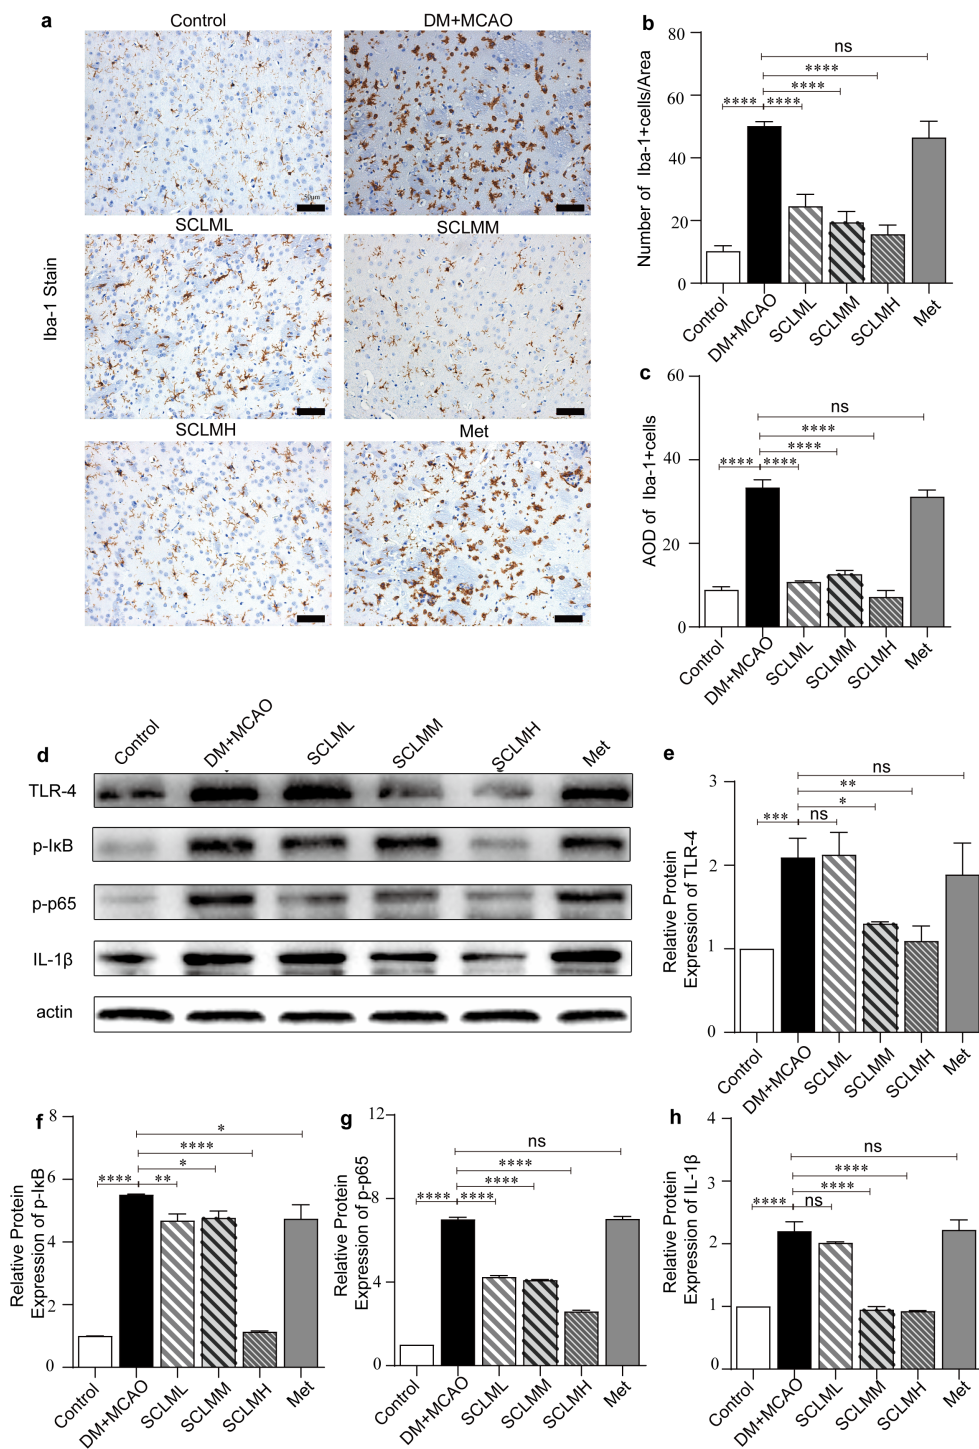 a
Control
DM+MCAO
SCLML
SCLMM
SCLMH
Met
Iba-1 Stain
b
Number of Iba-1+cells/Area
80
60
40
20
0
**** ****
****
****
ns
Control
DM+MCAO
SCLML
SCLMM
SCLMH
Met
c
AOD of Iba-1+cells
60
40
20
0
**** ****
****
****
ns
Control
DM+MCAO
SCLML
SCLMM
SCLMH
Met
d
Control
DM+MCAO
SCLML
SCLMM
SCLMH
Met
TLR-4
p-IκB
p-p65
IL-1β
actin
e
Relative Protein
Expression of TLR-4
3
2
1
0
*** ns
*
**
ns
Control
DM+MCAO
SCLML
SCLMM
SCLMH
Met
f
Relative Protein
Expression of p-IκB
8
6
4
2
0
**** **
*
****
*
Control
DM+MCAO
SCLML
SCLMM
SCLMH
Met
g
Relative Protein
Expression of p-p65
12
8
4
0
**** ****
****
****
ns
Control
DM+MCAO
SCLML
SCLMM
SCLMH
Met
h
Relative Protein
Expression of IL-1β
4
3
2
1
0
**** ns
****
****
ns
Control
DM+MCAO
SCLML
SCLMM
SCLMH
Met